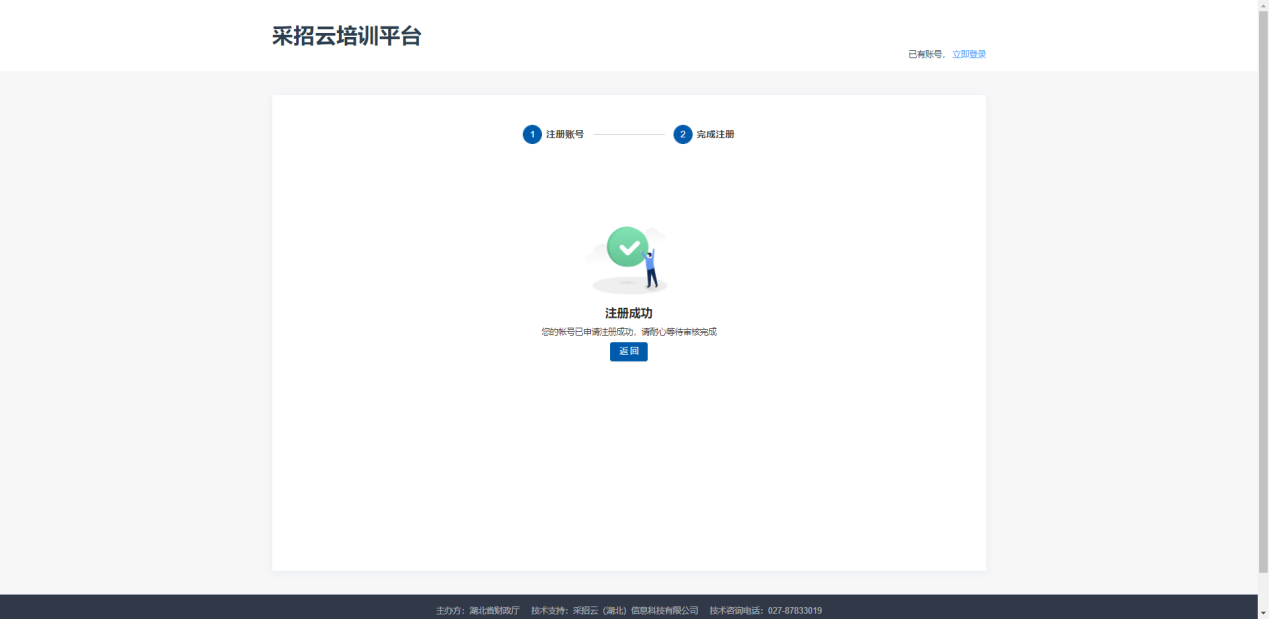 采招云培训平台
已有账号， 立即登录
1 注册账号 2 完成注册
注册成功
您的帐号已申请注册成功，请耐心等待审核完成
返回
主办方：湖北省财政厅 技术支持：采招云（湖北）信息科技有限公司 技术咨询电话：027-87833019